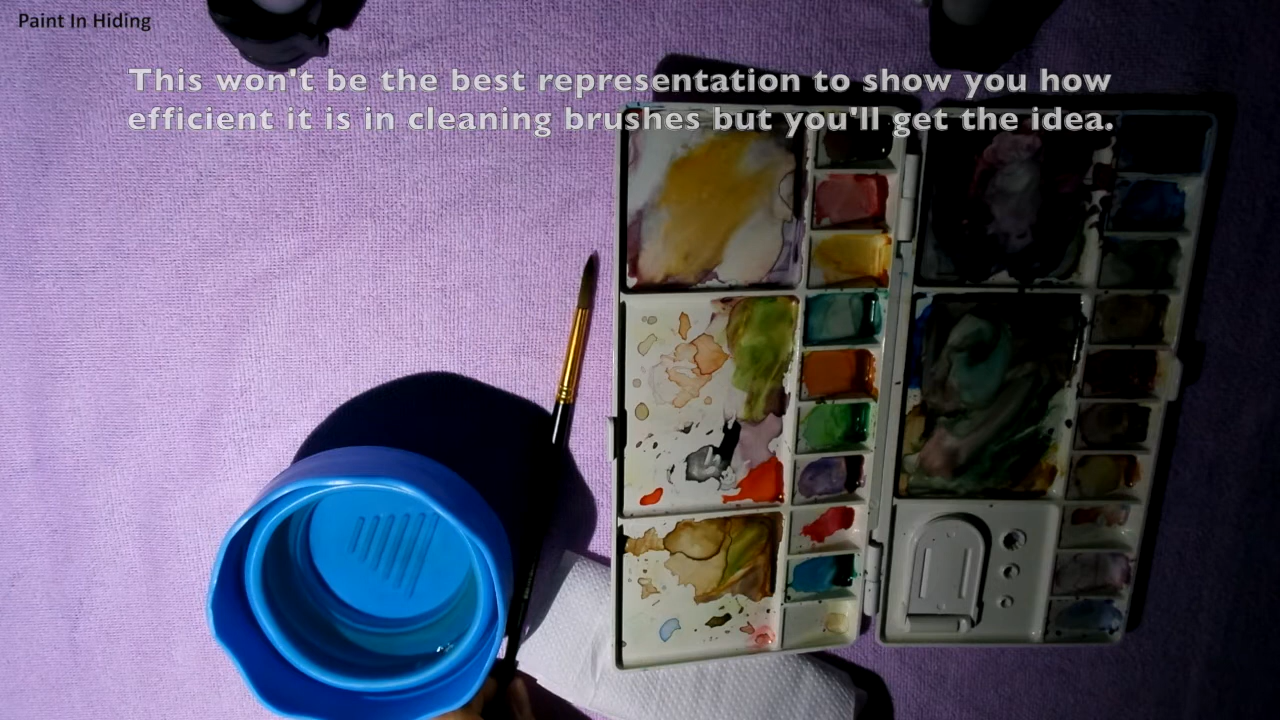 Paint In Hiding
This won't be the best representation to show you how
efficient it is in cleaning brushes but you'll get the idea.